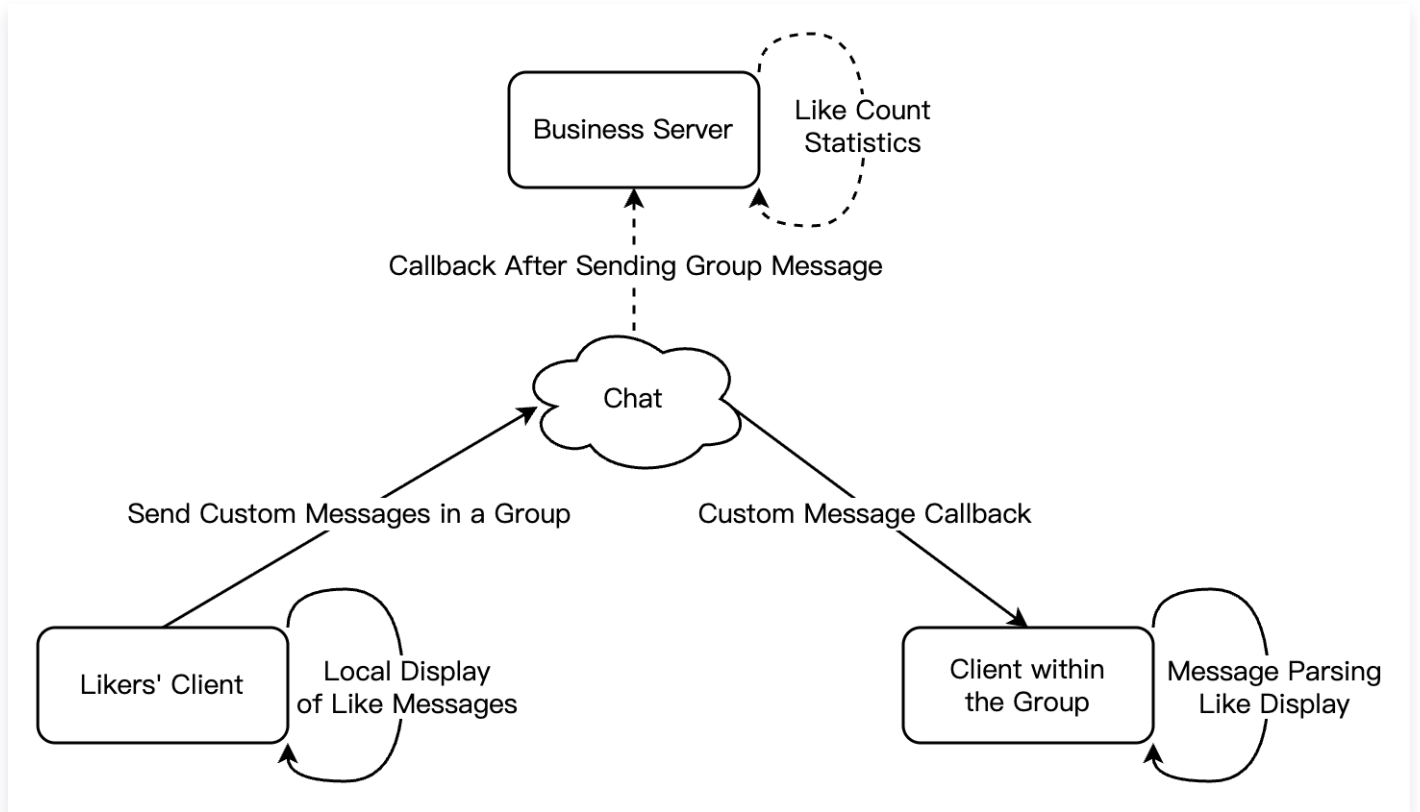 Business Server
Like Count
Statistics
Callback After Sending Group Message
Chat
Send Custom Messages in a Group
Custom Message Callback
Likers' Client
Local Display
of Like Messages
Client within
the Group
Message Parsing
Like Display